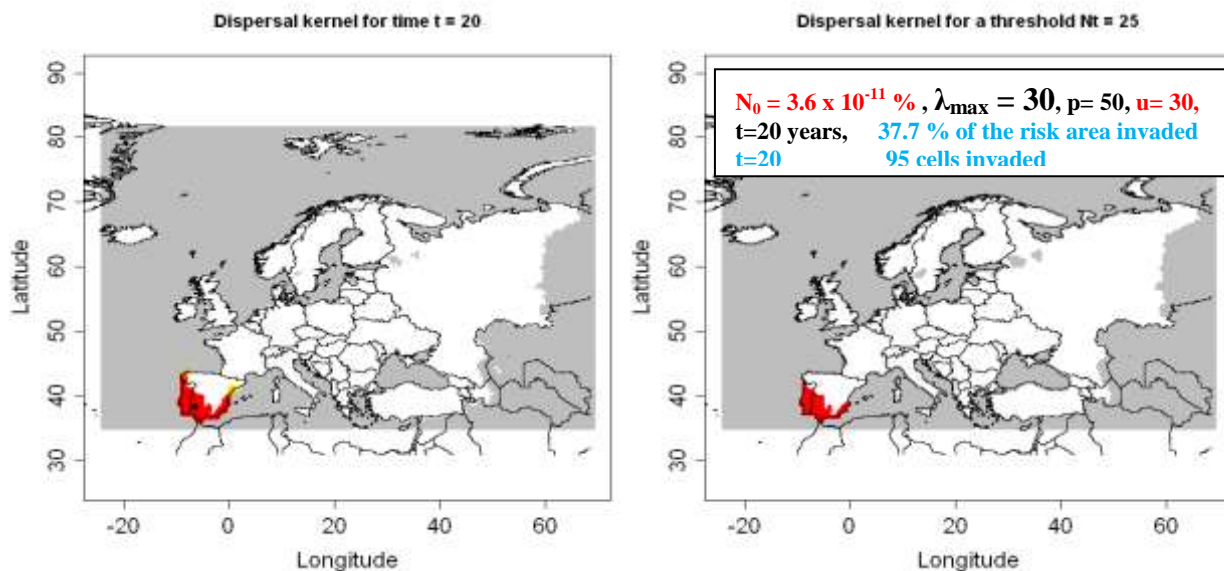 Dispersal kernel for time t = 20
90
80
70
60
50
40
30
Latitude
-20
0
20
40
60
Longitude
Dispersal kernel for a threshold Nt = 25
N₀ = 3.6 x 10⁻¹¹ % , λmax = 30, p= 50, u= 30,
t=20 years, 37.7 % of the risk area invaded
t=20 95 cells invaded
90
80
70
60
50
40
30
Latitude
-20
0
20
40
60
Longitude